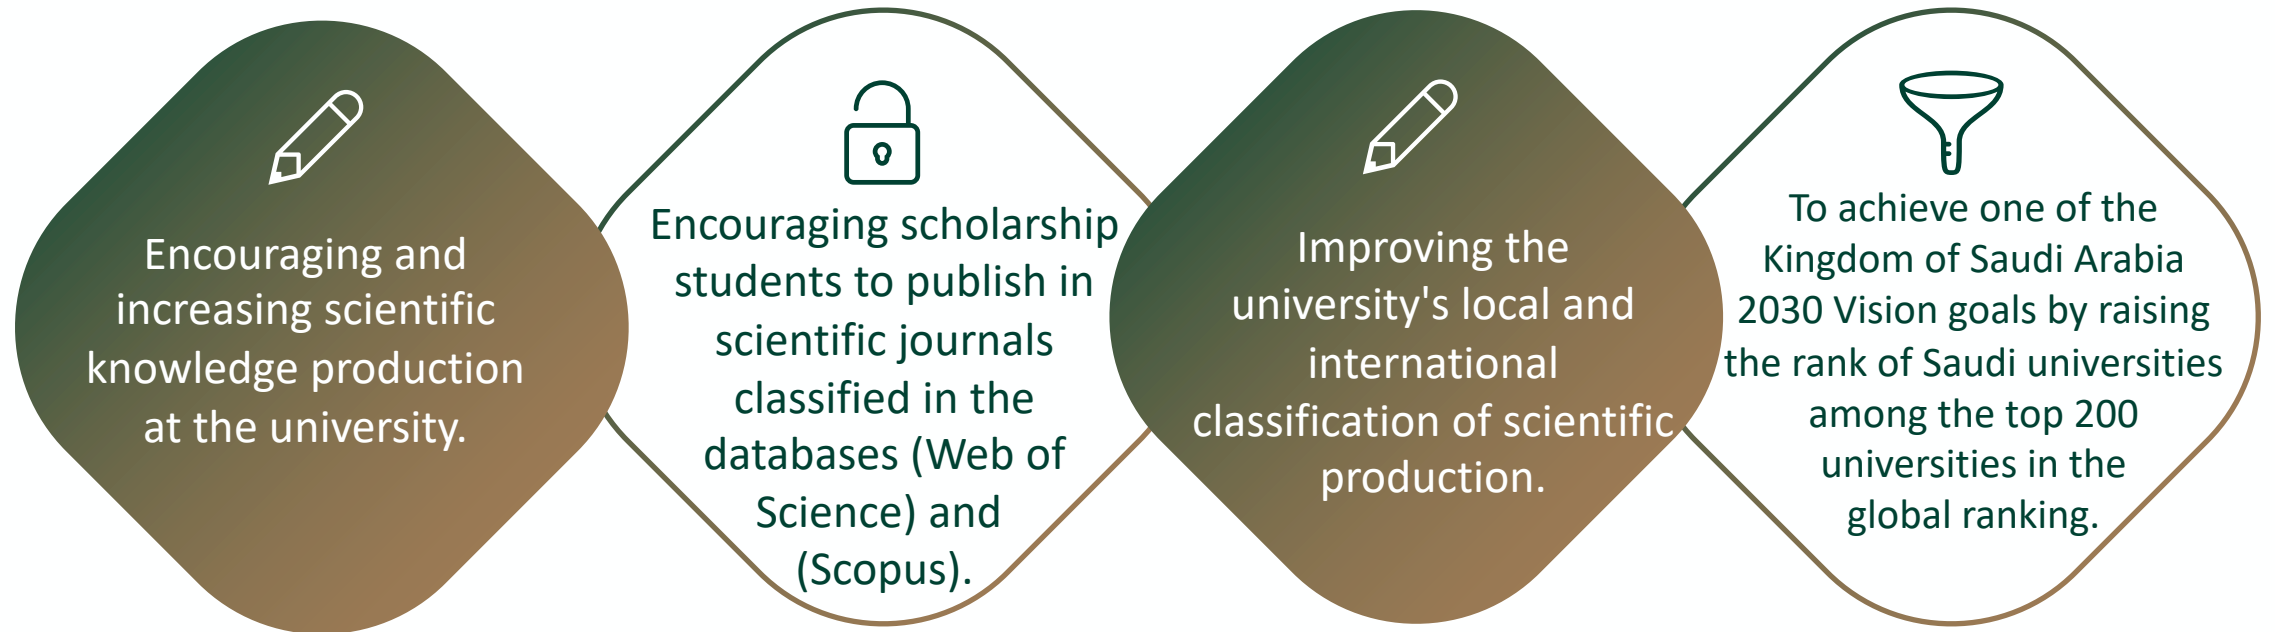 Encouraging and
increasing scientific
knowledge production
at the university.
Encouraging scholarship
students to publish in
scientific journals
classified in the
databases (Web of
Science) and
(Scopus).
Improving the
university's local and
international
classification of scientific
production.
To achieve one of the
Kingdom of Saudi Arabia
2030 Vision goals by raising
the rank of Saudi universities
among the top 200
universities in the
global ranking.